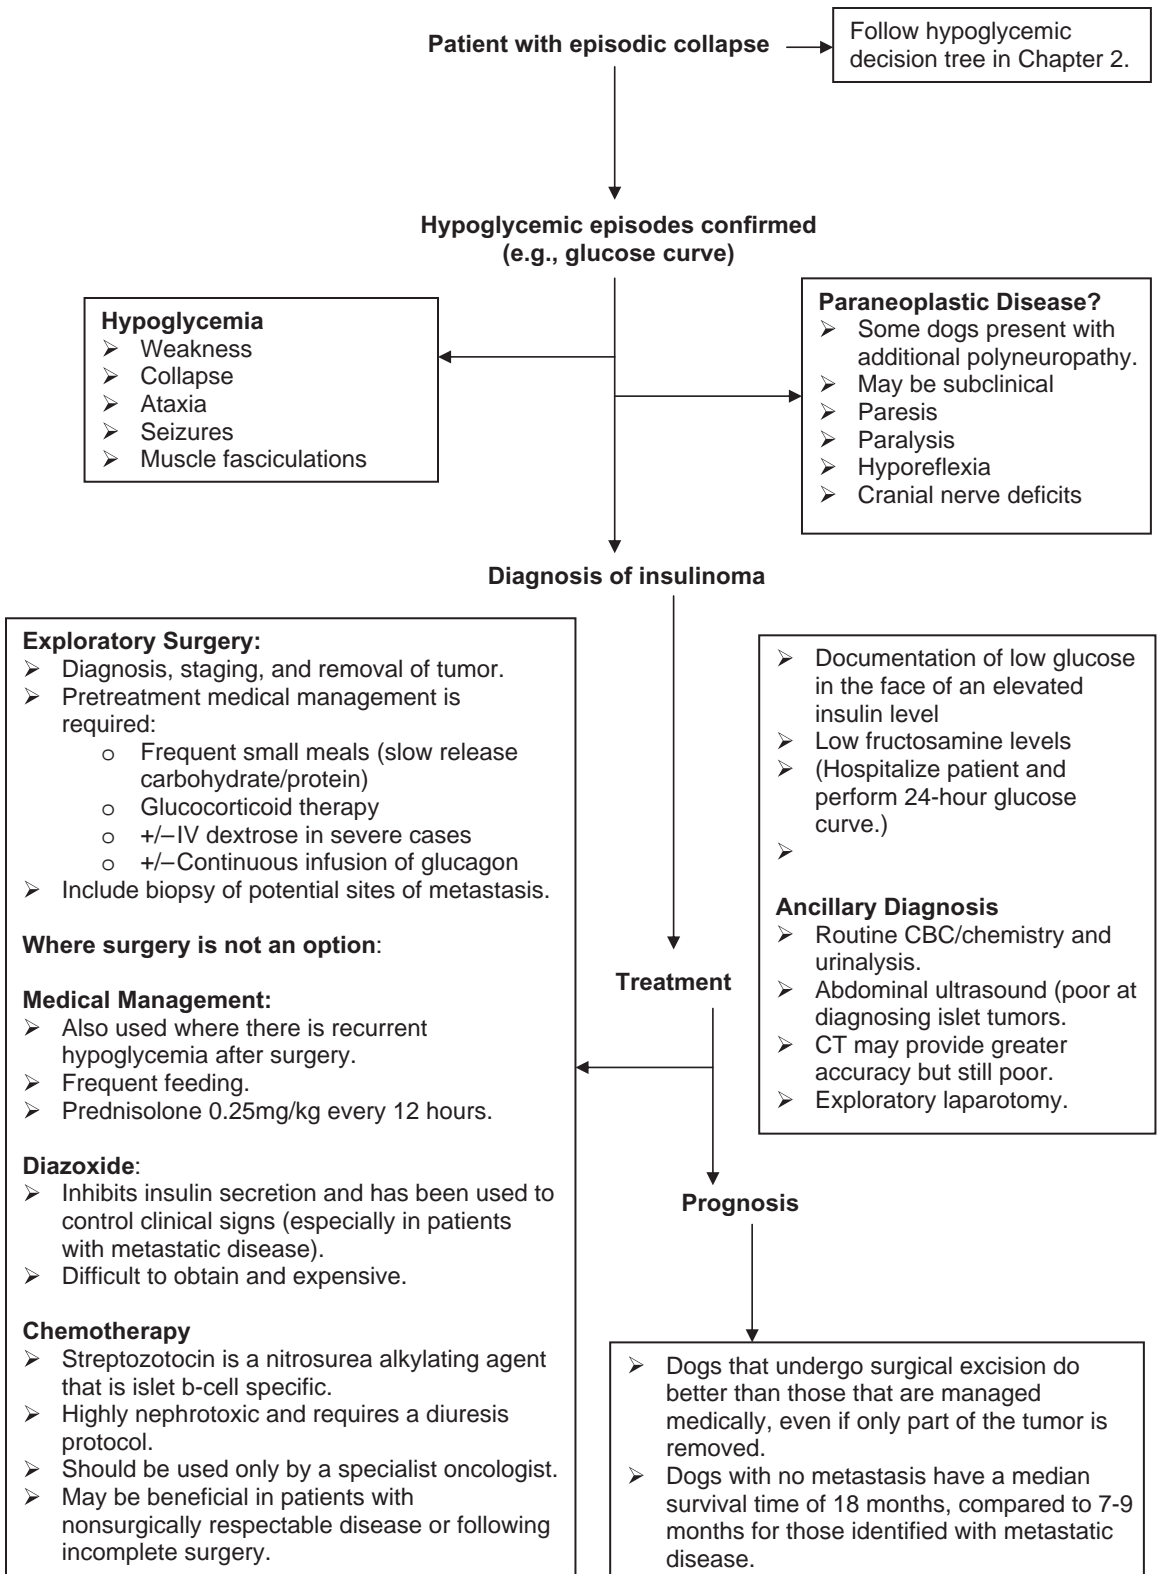 Patient with episodic collapse
Follow hypoglycemic
decision tree in Chapter 2.
Hypoglycemic episodes confirmed
(e.g., glucose curve)
Hypoglycemia
➢ Weakness
➢ Collapse
➢ Ataxia
➢ Seizures
➢ Muscle fasciculations
Paraneoplastic Disease?
➢ Some dogs present with
additional polyneuropathy.
➢ May be subclinical
➢ Paresis
➢ Paralysis
➢ Hyporeflexia
➢ Cranial nerve deficits
Diagnosis of insulinoma
Exploratory Surgery:
➢ Diagnosis, staging, and removal of tumor.
➢ Pretreatment medical management is
required:
o Frequent small meals (slow release
carbohydrate/protein)
o Glucocorticoid therapy
o +/−IV dextrose in severe cases
o +/−Continuous infusion of glucagon
➢ Include biopsy of potential sites of metastasis.
Where surgery is not an option:
Medical Management:
➢ Also used where there is recurrent
hypoglycemia after surgery.
➢ Frequent feeding.
➢ Prednisolone 0.25mg/kg every 12 hours.
Diazoxide:
➢ Inhibits insulin secretion and has been used to
control clinical signs (especially in patients
with metastatic disease).
➢ Difficult to obtain and expensive.
Chemotherapy
➢ Streptozotocin is a nitrosurea alkylating agent
that is islet b-cell specific.
➢ Highly nephrotoxic and requires a diuresis
protocol.
➢ Should be used only by a specialist oncologist.
➢ May be beneficial in patients with
nonsurgically respectable disease or following
incomplete surgery.
➢ Documentation of low glucose
in the face of an elevated
insulin level
➢ Low fructosamine levels
➢ (Hospitalize patient and
perform 24-hour glucose
curve.)
➢
Ancillary Diagnosis
➢ Routine CBC/chemistry and
urinalysis.
➢ Abdominal ultrasound (poor at
diagnosing islet tumors.
➢ CT may provide greater
accuracy but still poor.
➢ Exploratory laparotomy.
Treatment
Prognosis
➢ Dogs that undergo surgical excision do
better than those that are managed
medically, even if only part of the tumor is
removed.
➢ Dogs with no metastasis have a median
survival time of 18 months, compared to 7-9
months for those identified with metastatic
disease.